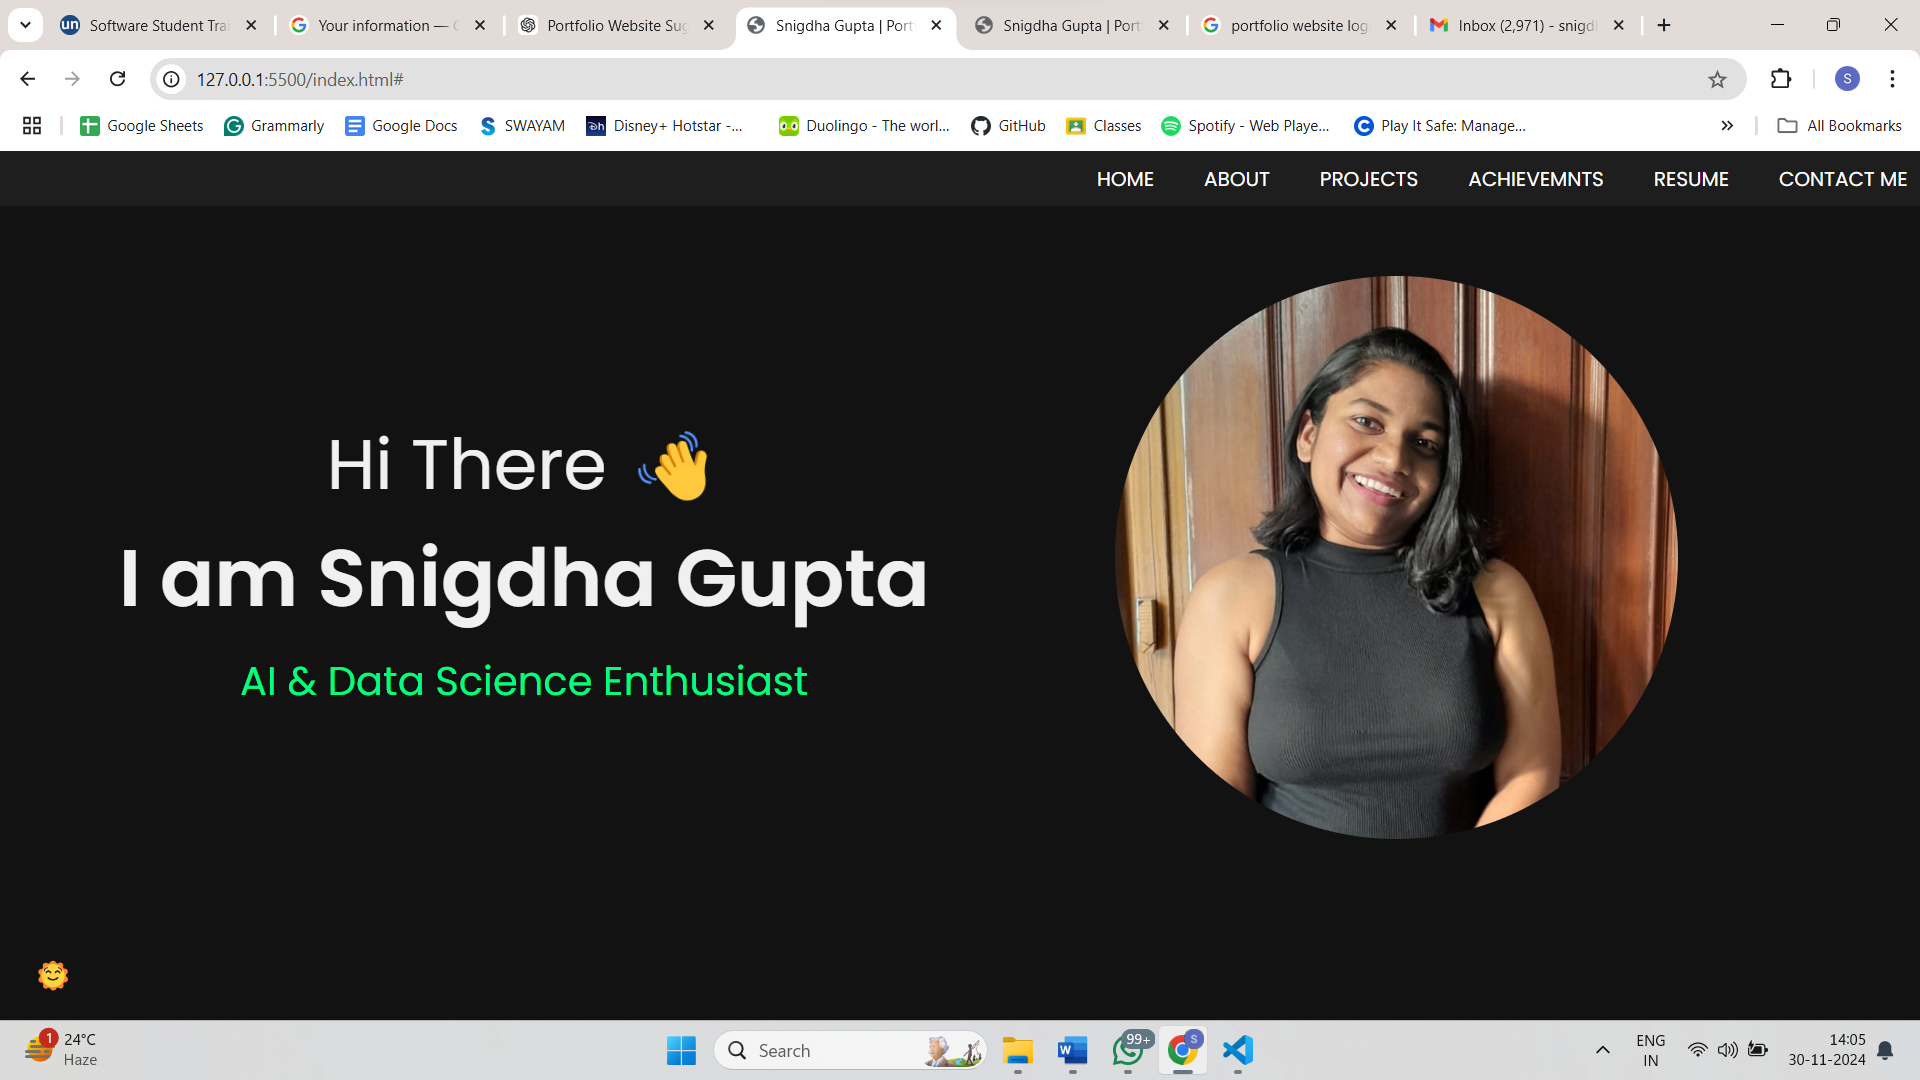 Software Student Trai
Your information — G
Portfolio Website Sug
Snigdha Gupta | Port
Snigdha Gupta | Port
portfolio website log
Inbox (2,971) - snigd
127.0.0.1:5500/index.html#
S
Google Sheets
Grammarly
Google Docs
SWAYAM
Disney+ Hotstar -...
Duolingo - The worl...
GitHub
Classes
Spotify - Web Playe...
Play It Safe: Manage...
All Bookmarks
HOME
ABOUT
PROJECTS
ACHIEVEMNTS
RESUME
CONTACT ME
Hi There
I am Snigdha Gupta
AI & Data Science Enthusiast
1
24°C
Haze
Search
99+
S
ENG
IN
14:05
30-11-2024